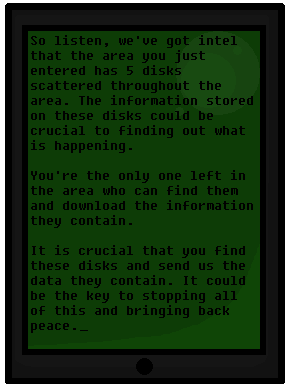 So listen, we've got intel
that the area you just
entered has 5 disks
scattered throughout the
area. The information stored
on these disks could be
crucial to finding out what
is happening.
You're the only one left in
the area who can find them
and download the information
they contain.
It is crucial that you find
these disks and send us the
data they contain. It could
be the key to stopping all
of this and bringing back
peace._